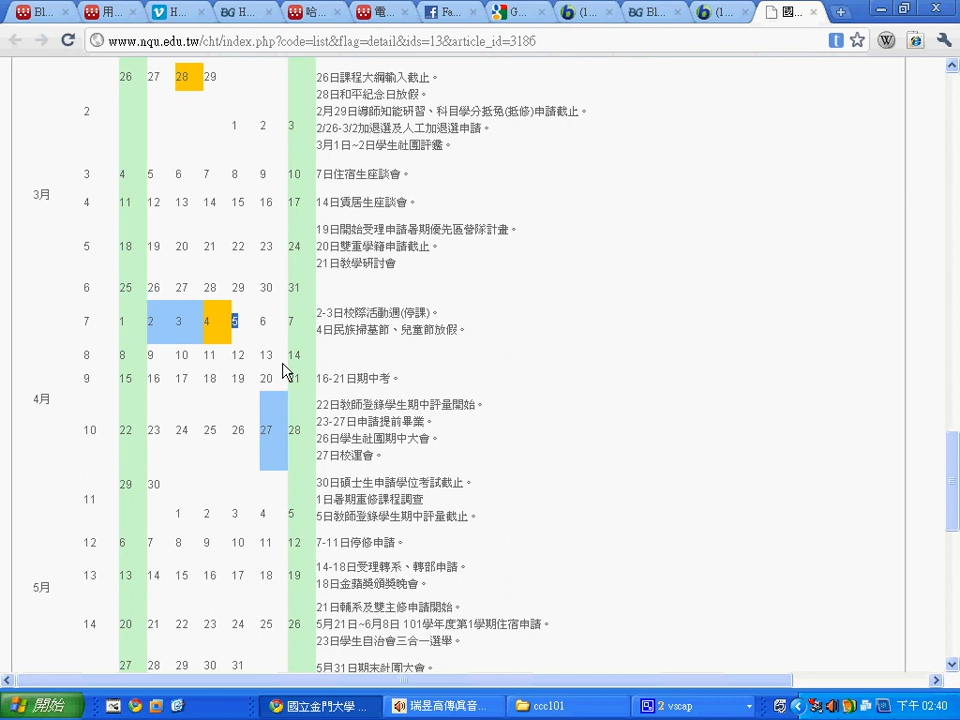 Bl
用
H
BG H
哈
電
Fa
G
(1
BG Bl
(1
國
www.nqu.edu.tw/cht/index.php?code=list&flag=detail&ids=13&article_id=3186
26 27 28 29
26日課程大綱輸入截止。
28日和平紀念日放假。
2
2月29日導師知能研習、科目學分抵免(抵修)申請截止。
1 2 3
2/26-3/2加退選及人工加退選申請。
3月1日~2日學生社團評鑑。
3 4 5 6 7 8 9 10 7日住宿生座談會。
3月
4 11 12 13 14 15 16 17 14日賃居生座談會。
19日開始受理申請暑期優先區營隊計畫。
5 18 19 20 21 22 23 24 20日雙重學籍申請截止。
21日教學研討會
6 25 26 27 28 29 30 31
2-3日校際活動週(停課)。
7 1 2 3 4 5 6 7
4日民族掃墓節、兒童節放假。
8 8 9 10 11 12 13 14
9 15 16 17 18 19 20 21 16-21日期中考。
4月
22日教師登錄學生期中評量開始。
23-27日申請提前畢業。
10 22 23 24 25 26 27 28
26日學生社團期中大會。
27日校運會。
29 30
30日碩士生申請學位考試截止。
11
1日暑期重修課程調查
1 2 3 4 5
5日教師登錄學生期中評量截止。
12 6 7 8 9 10 11 12 7-11日停修申請。
14-18日受理轉系、轉部申請。
13 13 14 15 16 17 18 19
18日金蘋獎頒獎晚會。
5月
21日輔系及雙主修申請開始。
14 20 21 22 23 24 25 26 5月21日~6月8日 101學年度第1學期住宿申請。
23日學生自治會三合一選舉。
27 28 29 30 31
5月31日期末社團大會。
開始
國立金門大學
瑞昱高傳真音...
ccc101
2 vscap
下午 02:40